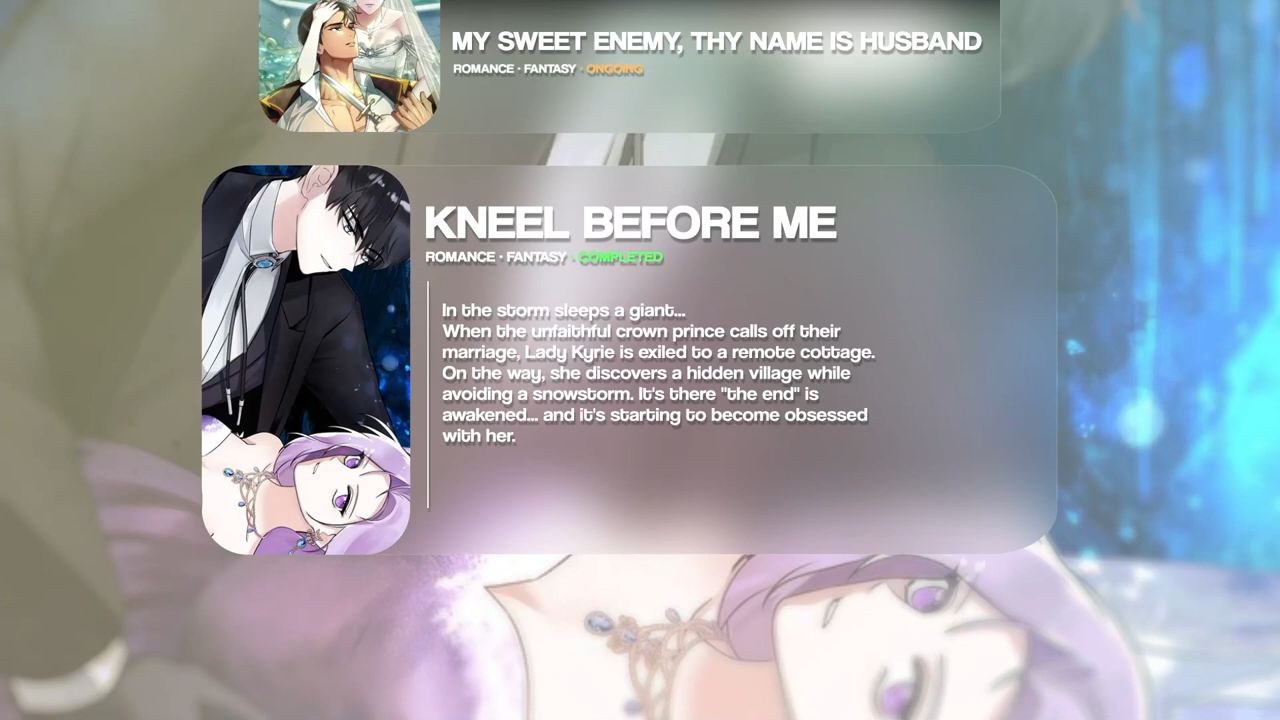 MY SWEET ENEMY, THY NAME IS HUSBAND
ROMANCE · FANTASY · ONGOING
KNEEL BEFORE ME
ROMANCE · FANTASY · COMPLETED
In the storm sleeps a giant...
When the unfaithful crown prince calls off their
marriage, Lady Kyrie is exiled to a remote cottage.
On the way, she discovers a hidden village while
avoiding a snowstorm. It's there "the end" is
awakened... and it's starting to become obsessed
with her.